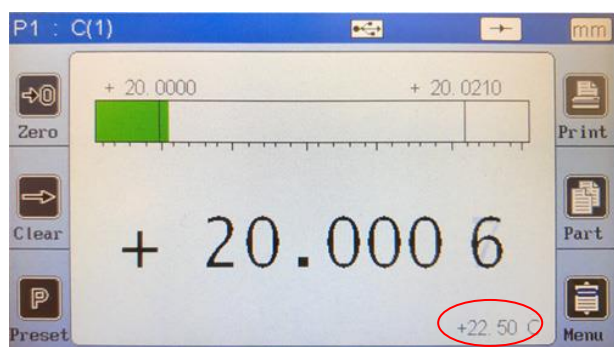 P1 : C(1) mm
+ 20.0000 + 20.0210
Zero Print
+ 20.000 6
Clear Part
P
+22.50 C
Preset Menu